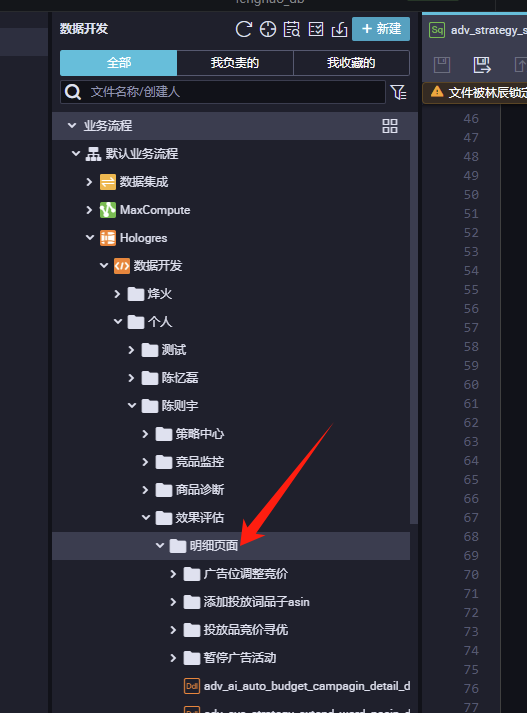 数据开发
+ 新建
全部
我负责的
我收藏的
文件名称/创建人
业务流程
默认业务流程
数据集成
MaxCompute
Hologres
数据开发
烽火
个人
测试
陈忆磊
陈则宇
策略中心
竞品监控
商品诊断
效果评估
明细页面
广告位调整竞价
添加投放词品子asin
投放品竞价寻优
暂停广告活动
Ddl adv_ai_auto_budget_campagin_detail_d
Sq adv_strategy_s
文件被林辰锁定
46
47
48
49
50
51
52
53
54
55
56
57
58
59
60
61
62
63
64
65
66
67
68
69
70
71
72
73
74
75
76
77